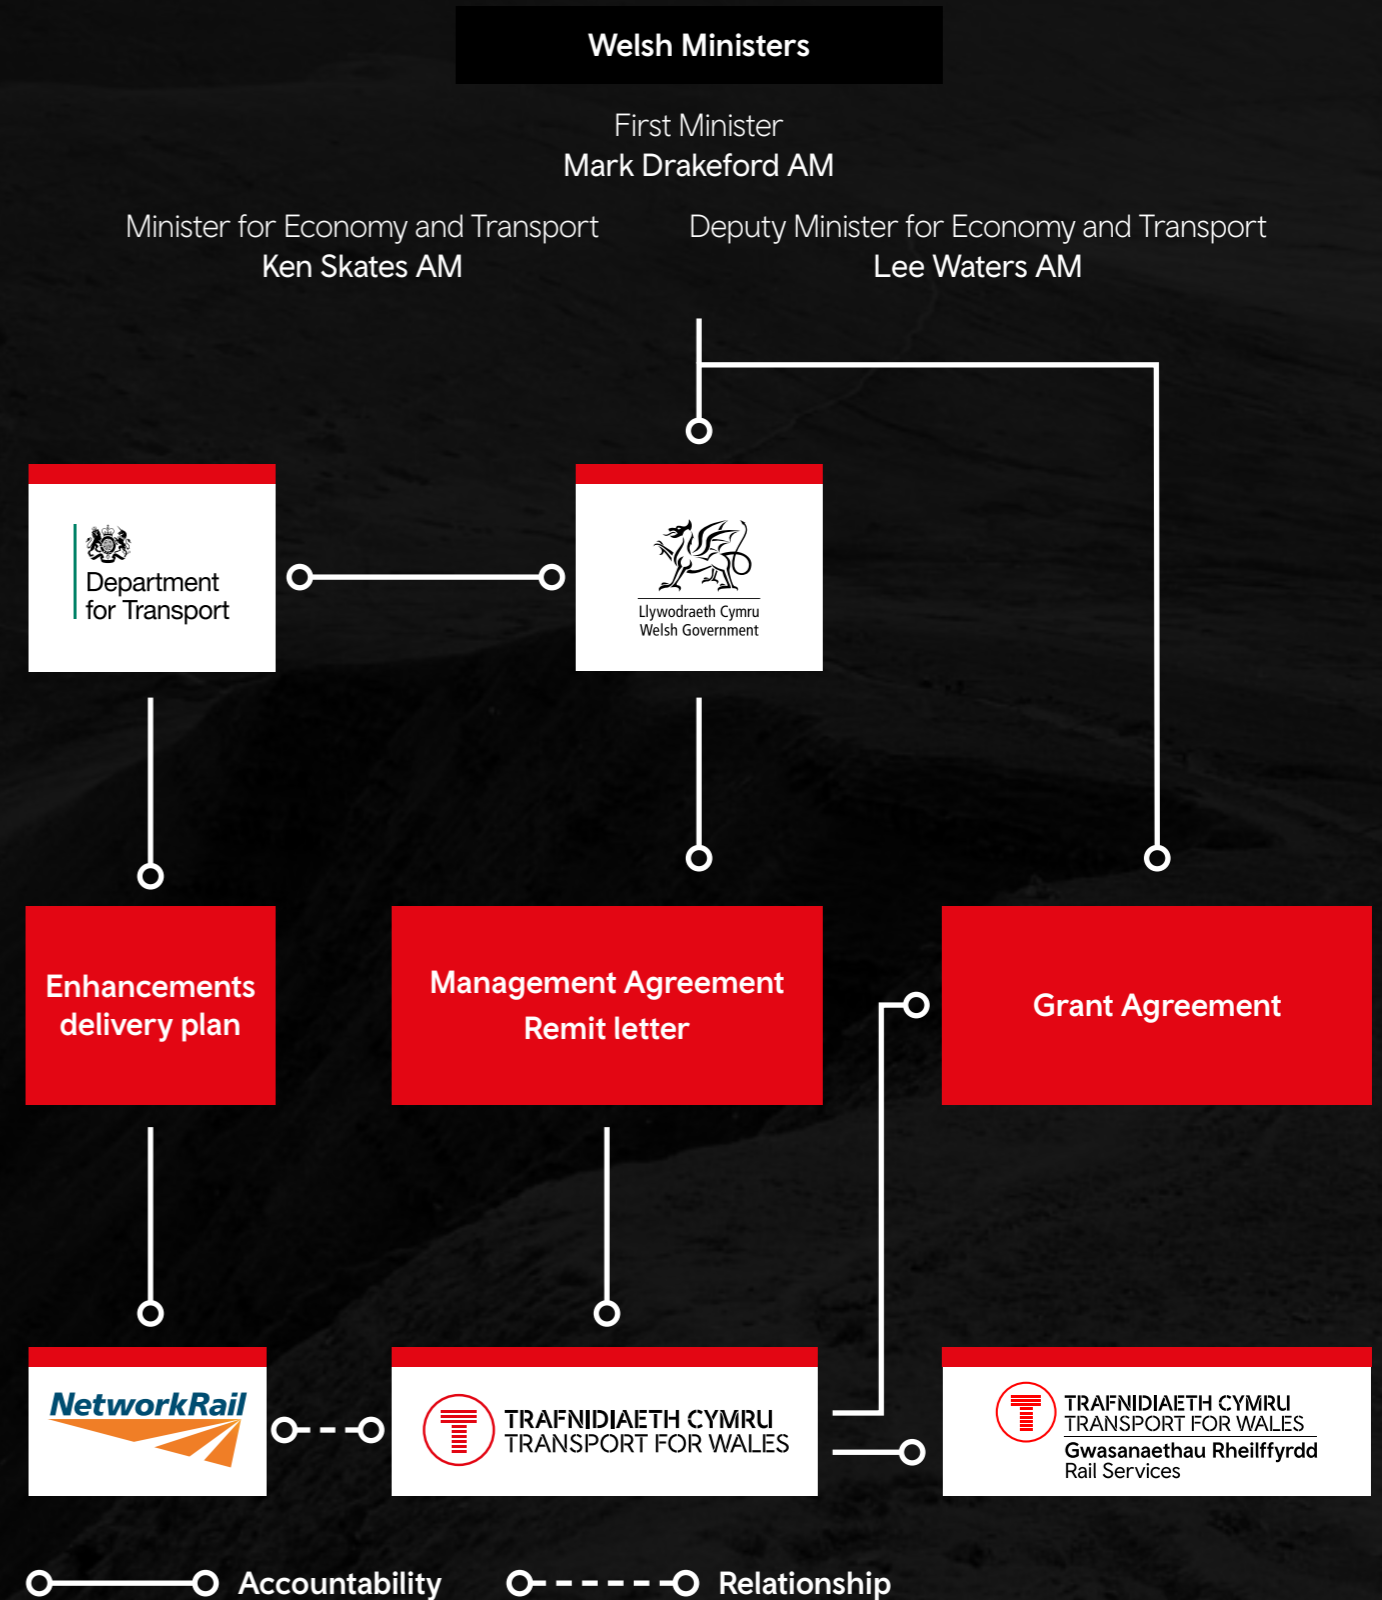 Welsh Ministers
First Minister
Mark Drakeford AM
Minister for Economy and Transport
Ken Skates AM
Deputy Minister for Economy and Transport
Lee Waters AM
Department
for Transport
Llywodraeth Cymru
Welsh Government
Enhancements
delivery plan
Management Agreement
Remit letter
Grant Agreement
NetworkRail
TRAFNIDIAETH CYMRU
TRANSPORT FOR WALES
TRAFNIDIAETH CYMRU
TRANSPORT FOR WALES
Gwasanaethau Rheilffyrdd
Rail Services
Accountability
Relationship